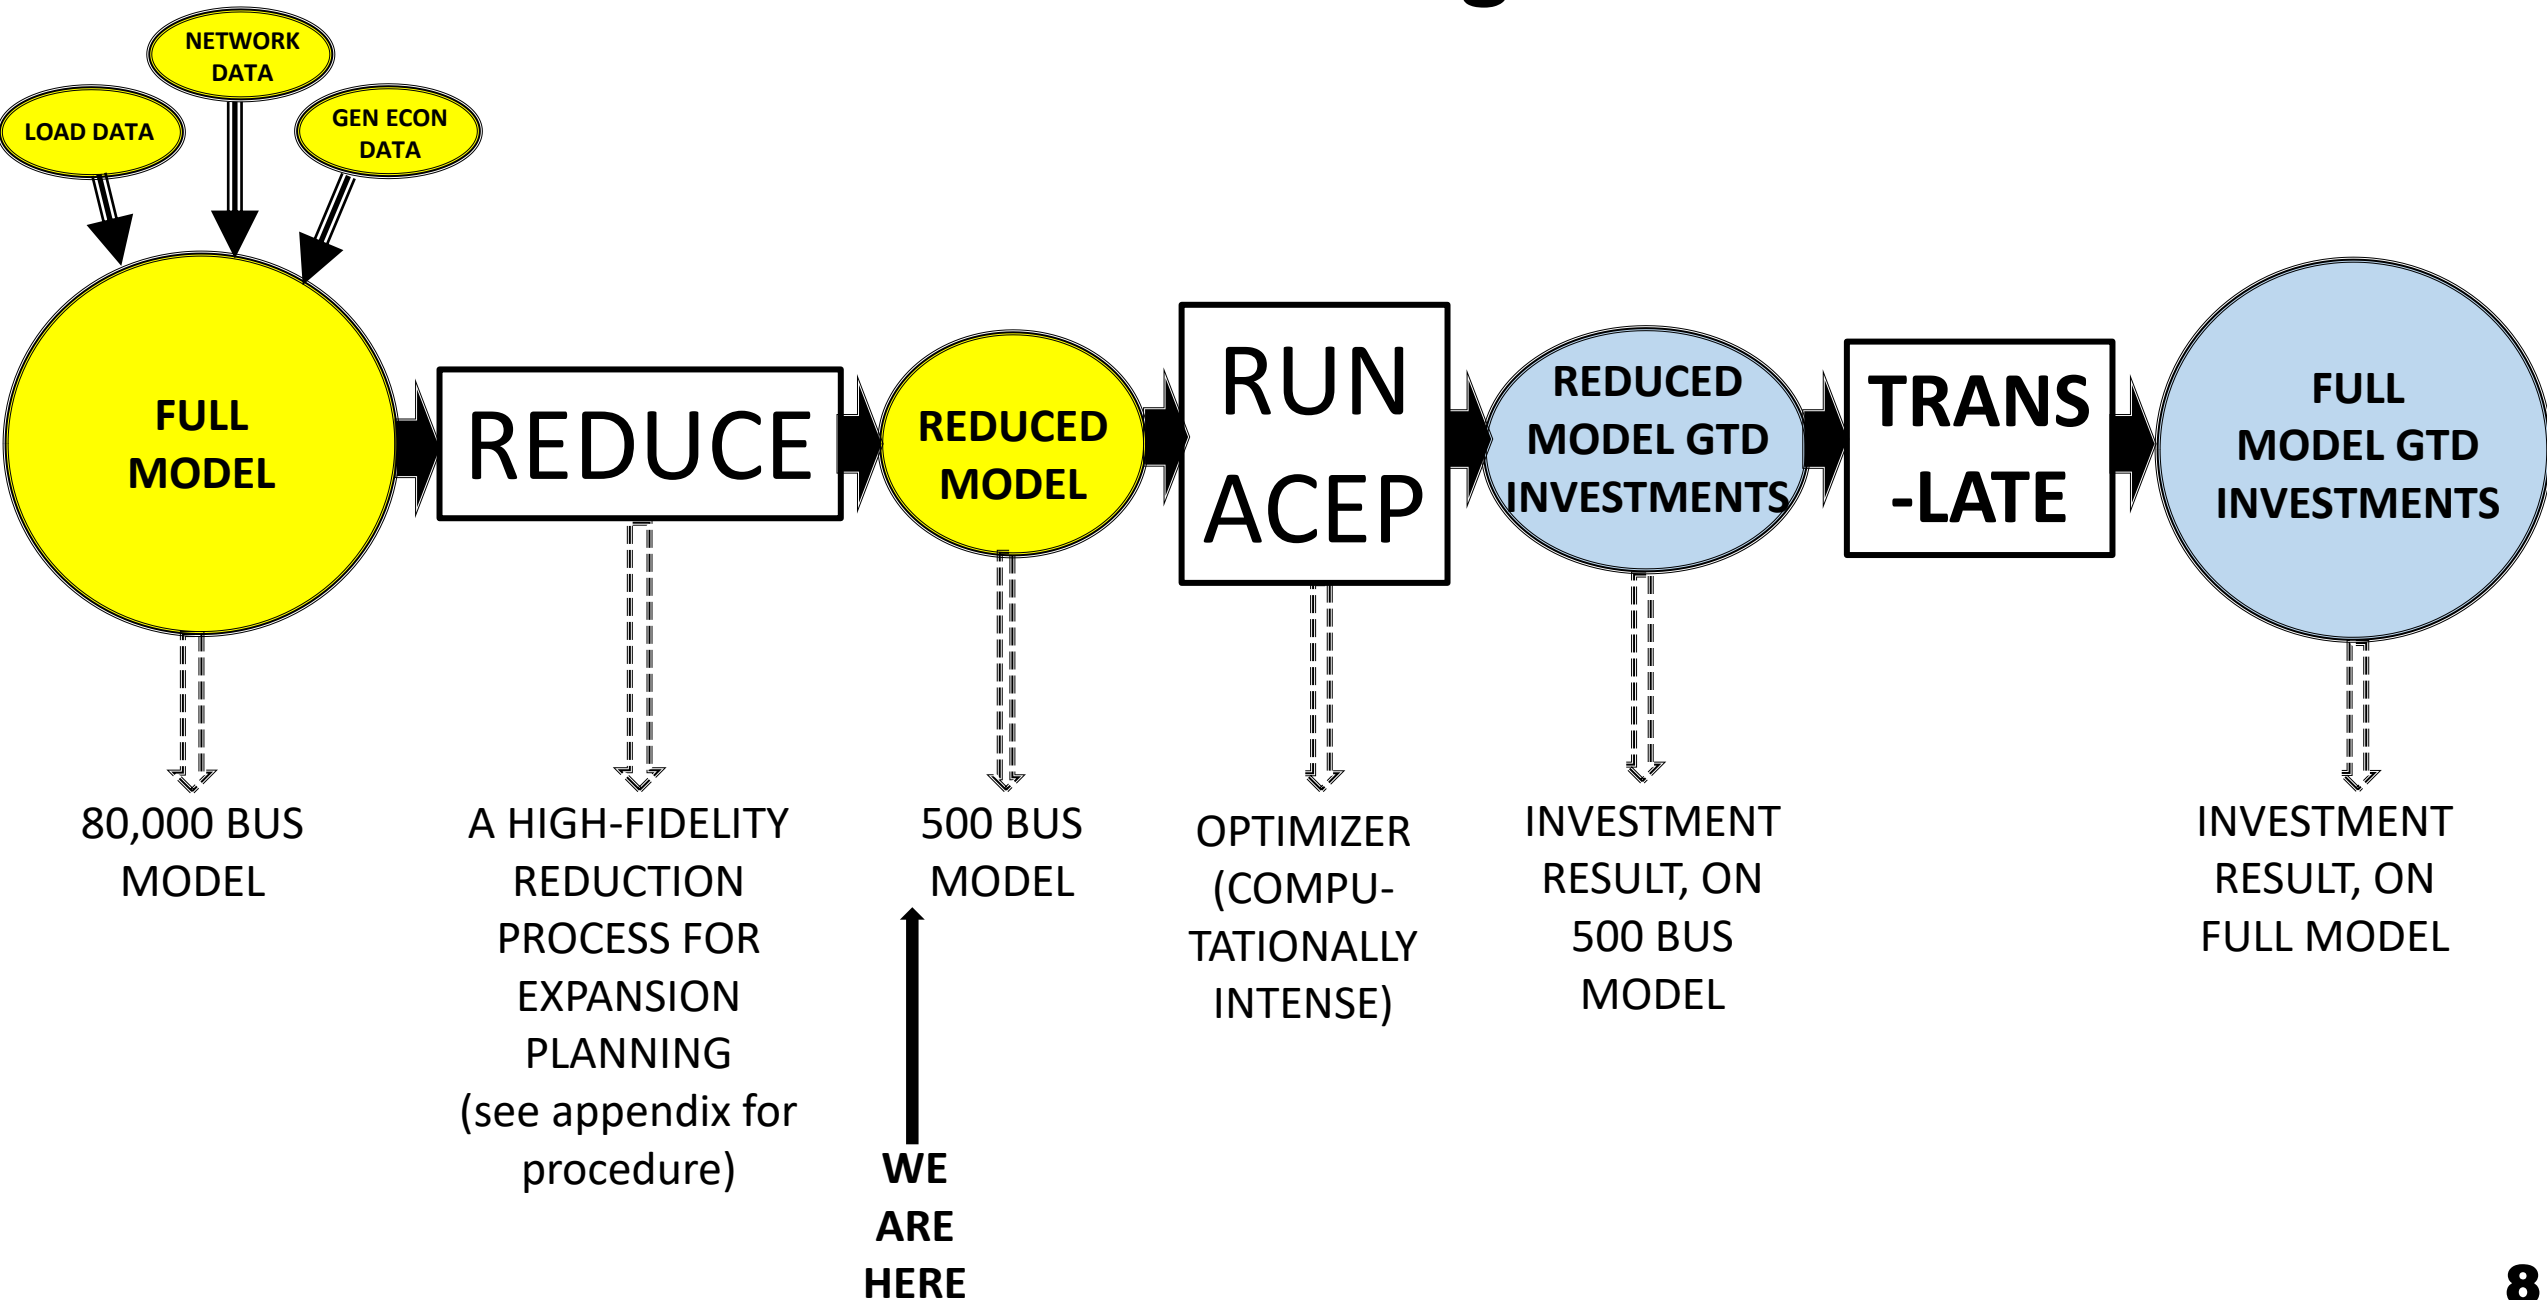 NETWORK
DATA
LOAD DATA
GEN ECON
DATA
FULL
MODEL
REDUCE
REDUCED
MODEL
RUN
ACEP
REDUCED
MODEL GTD
INVESTMENTS
TRANS
-LATE
FULL
MODEL GTD
INVESTMENTS
80,000 BUS
MODEL
A HIGH-FIDELITY
REDUCTION
PROCESS FOR
EXPANSION
PLANNING
(see appendix for
procedure)
500 BUS
MODEL
WE
ARE
HERE
OPTIMIZER
(COMPU-
TATIONALLY
INTENSE)
INVESTMENT
RESULT, ON
500 BUS
MODEL
INVESTMENT
RESULT, ON
FULL MODEL
8